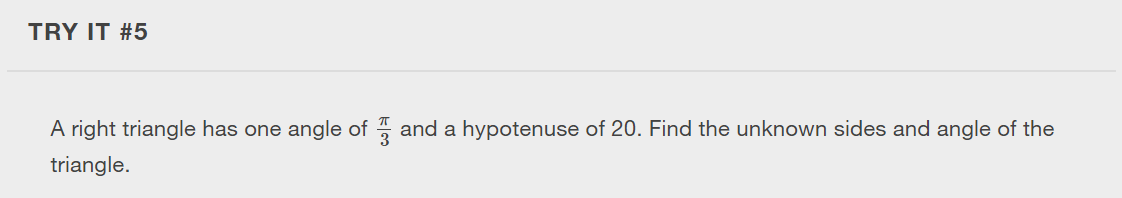 TRY IT #5
A right triangle has one angle of π/3 and a hypotenuse of 20. Find the unknown sides and angle of the
triangle.